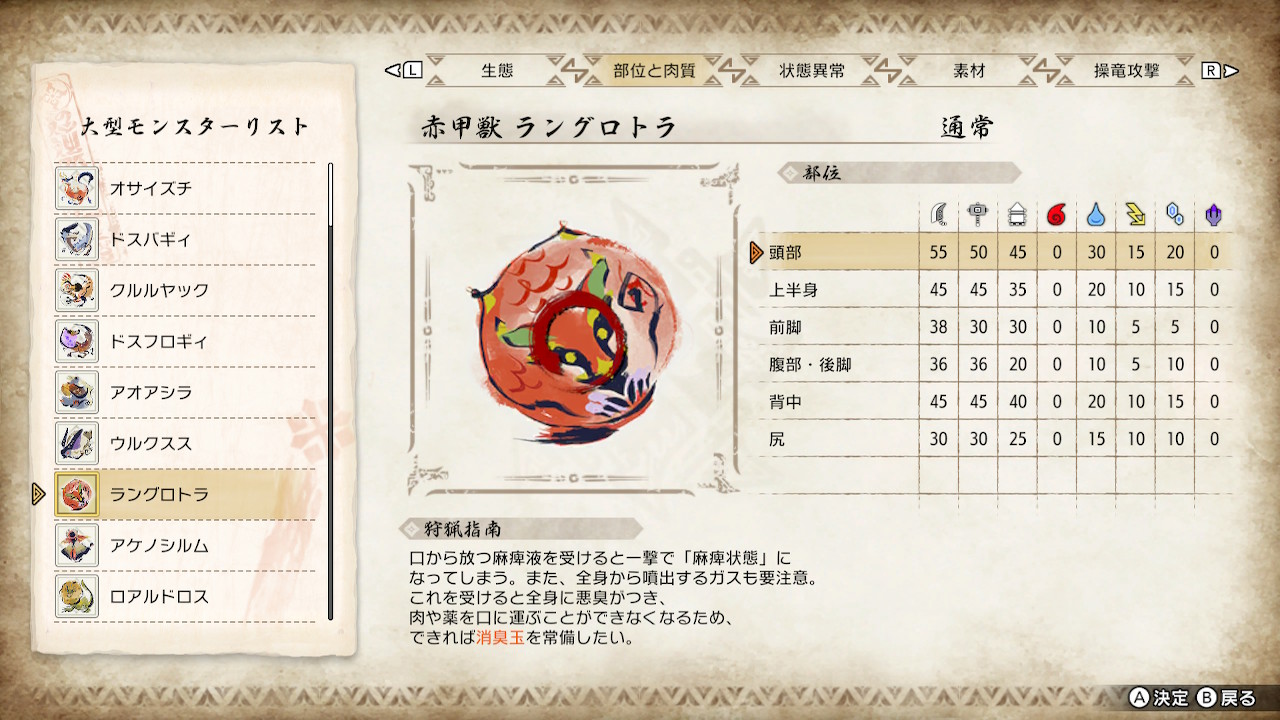 L 生態 部位と肉質 状態異常 素材 操竜攻撃 R
大型モンスターリスト
オサイズチ
ドスバギィ
クルルヤック
ドスフロギィ
アオアシラ
ウルクスス
ラングロトラ
アケノシルム
ロアルドロス
赤甲獣 ラングロトラ 通常
部位
頭部 55 50 45 0 30 15 20 0
上半身 45 45 35 0 20 10 15 0
前脚 38 30 30 0 10 5 5 0
腹部・後脚 36 36 20 0 10 5 10 0
背中 45 45 40 0 20 10 15 0
尻 30 30 25 0 15 10 10 0
狩猟指南
口から放つ麻痺液を受けると一撃で「麻痺状態」に
なってしまう。また、全身から噴出するガスも要注意。
これを受けると全身に悪臭がつき、
肉や薬を口に運ぶことができなくなるため、
できれば消臭玉を常備したい。
A 決定 B 戻る